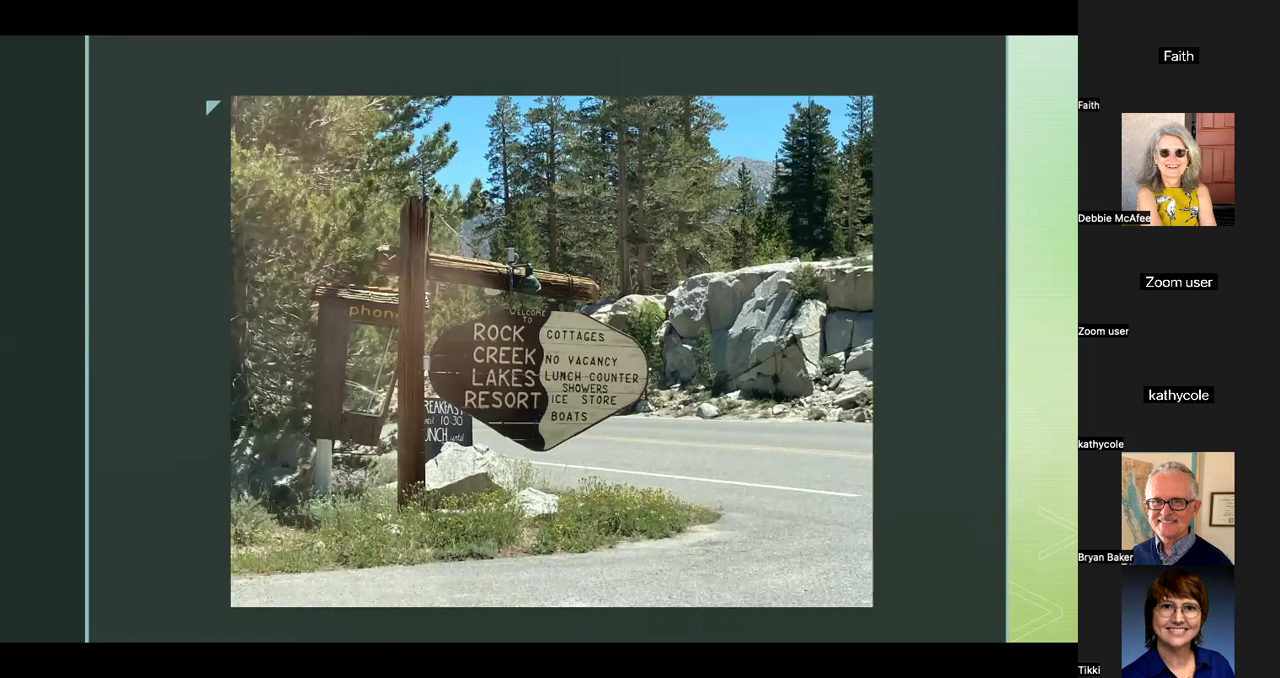 phone
WELCOME
TO
ROCK
CREEK
LAKES
RESORT
COTTAGES
NO VACANCY
LUNCH COUNTER
SHOWERS
ICE STORE
BOATS
BREAKFAST
until 10:30
LUNCH until
Faith
Faith
Debbie McAfee
Zoom user
Zoom user
kathycole
kathycole
Bryan Baker
Tikki